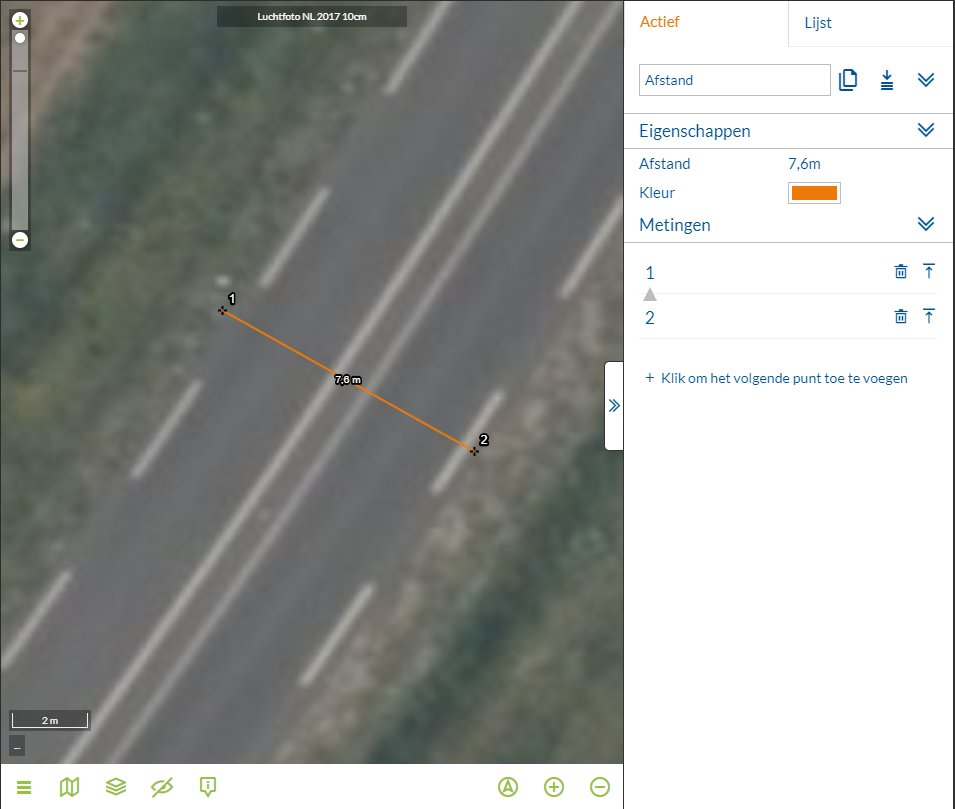 Luchtfoto NL 2017 10cm
1
7,6 m
2
2 m
...
Actief
Lijst
Afstand
Eigenschappen
Afstand 7,6m
Kleur
Metingen
1
2
+ Klik om het volgende punt toe te voegen